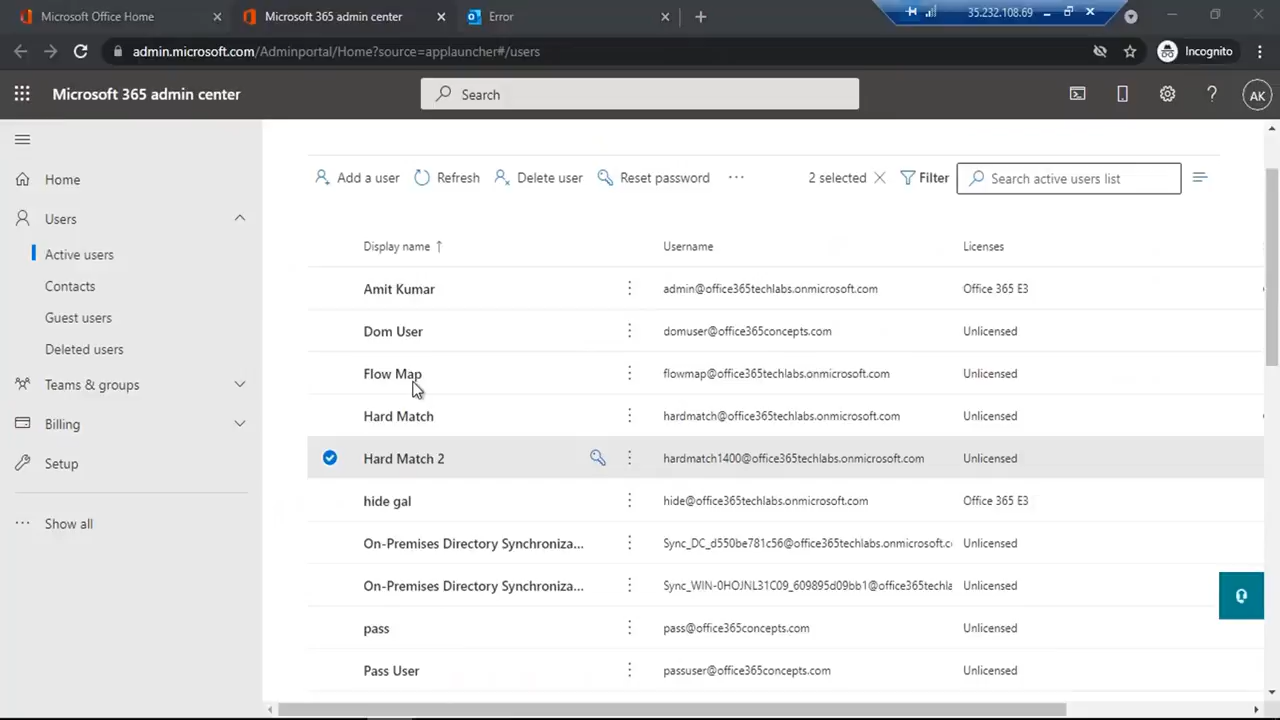 Microsoft Office Home
Microsoft 365 admin center
Error
35.232.108.69
admin.microsoft.com/Adminportal/Home?source=applauncher#/users
Incognito
Microsoft 365 admin center
Search
AK
Home
Users
Active users
Contacts
Guest users
Deleted users
Teams & groups
Billing
Setup
Show all
Add a user
Refresh
Delete user
Reset password
2 selected
Filter
Search active users list
Display name ↑ Username Licenses
Amit Kumar admin@office365techlabs.onmicrosoft.com Office 365 E3
Dom User domuser@office365concepts.com Unlicensed
Flow Map flowmap@office365techlabs.onmicrosoft.com Unlicensed
Hard Match hardmatch@office365techlabs.onmicrosoft.com Unlicensed
Hard Match 2 hardmatch1400@office365techlabs.onmicrosoft.com Unlicensed
hide gal hide@office365techlabs.onmicrosoft.com Office 365 E3
On-Premises Directory Synchroniza... Sync_DC_d550be781c56@office365techlabs.onmicrosoft.c Unlicensed
On-Premises Directory Synchroniza... Sync_WIN-0HOJNL31C09_609895d09bb1@office365techla Unlicensed
pass pass@office365concepts.com Unlicensed
Pass User passuser@office365concepts.com Unlicensed